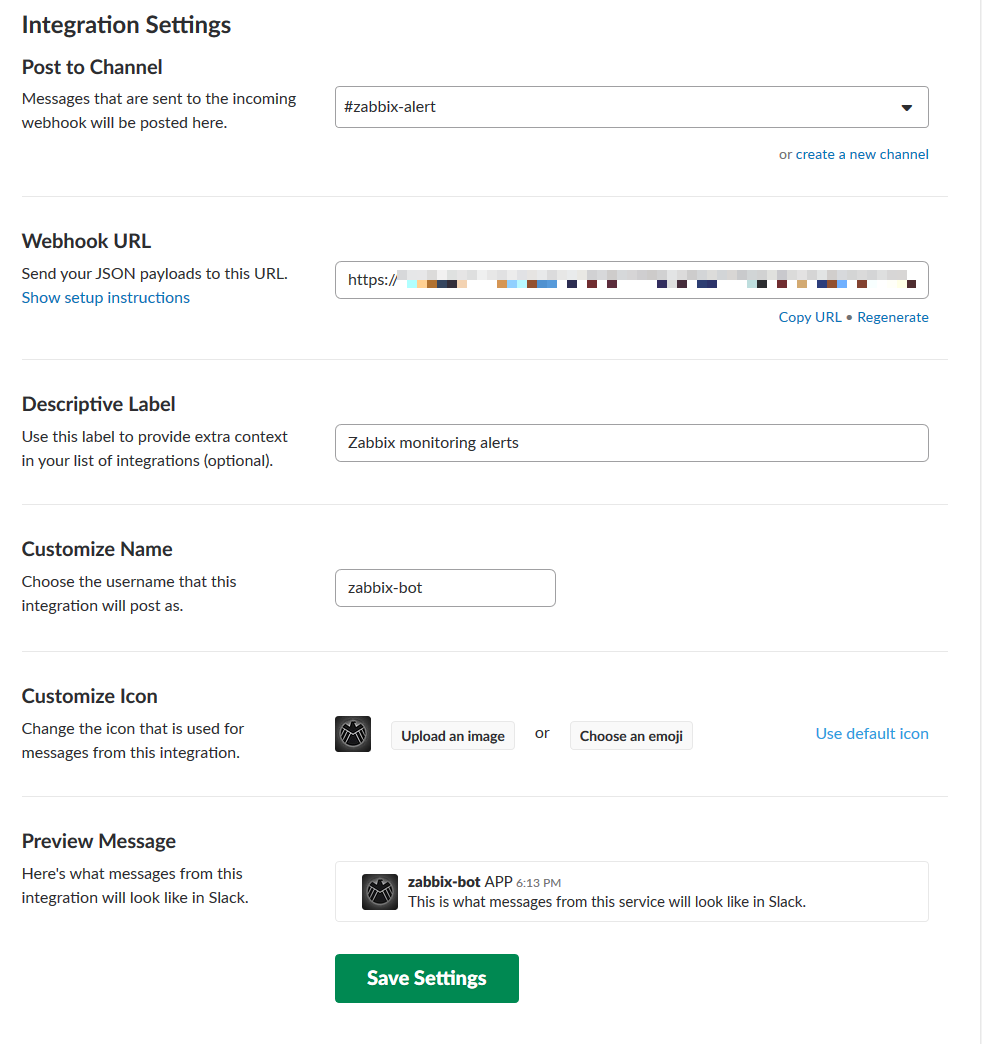 Integration Settings
Post to Channel
Messages that are sent to the incoming
webhook will be posted here.
#zabbix-alert
or create a new channel
Webhook URL
Send your JSON payloads to this URL.
Show setup instructions
https://
Copy URL • Regenerate
Descriptive Label
Use this label to provide extra context
in your list of integrations (optional).
Zabbix monitoring alerts
Customize Name
Choose the username that this
integration will post as.
zabbix-bot
Customize Icon
Change the icon that is used for
messages from this integration.
Upload an image or Choose an emoji
Use default icon
Preview Message
Here's what messages from this
integration will look like in Slack.
zabbix-bot APP 6:13 PM
This is what messages from this service will look like in Slack.
Save Settings